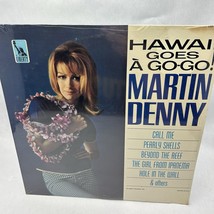 LIBERTY
HAWAII
GOES
À GO-GO!
MARTIN
DENNY
CALL ME
PEARLY SHELLS
BEYOND THE REEF
THE GIRL FROM IPANEMA
HOLE IN THE WALL
& others